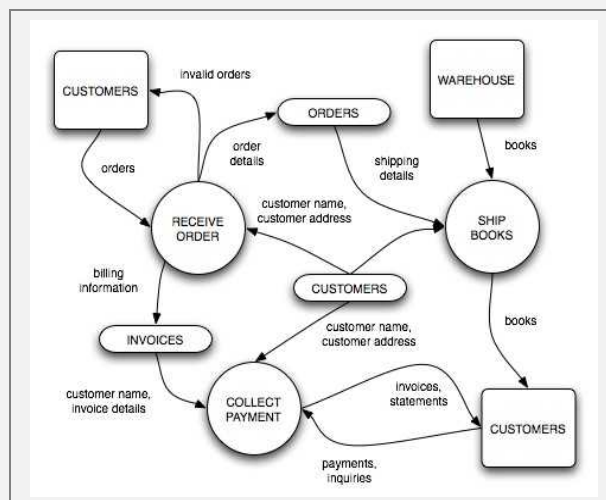 invalid orders
CUSTOMERS
WAREHOUSE
ORDERS
order
details
shipping
details
books
orders
customer name,
customer address
RECEIVE
ORDER
SHIP
BOOKS
billing
information
CUSTOMERS
books
INVOICES
customer name,
customer address
customer name,
invoice details
COLLECT
PAYMENT
invoices,
statements
CUSTOMERS
payments,
inquiries